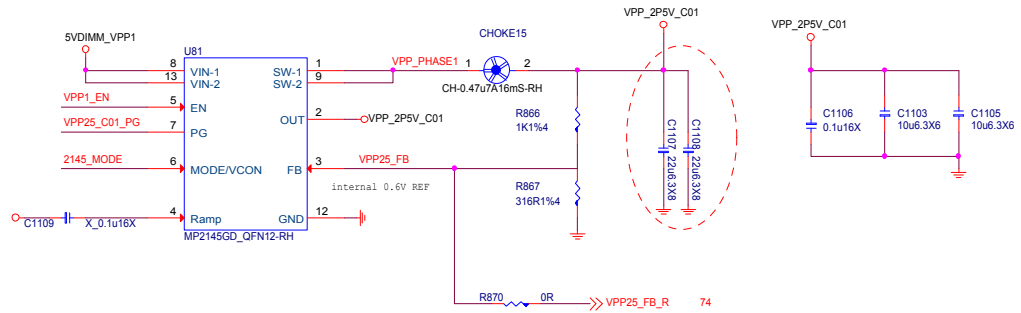 VPP_2P5V_C01
VPP_2P5V_C01
5VDIMM_VPP1
U81
CHOKE15
8 VIN-1
13 VIN-2
SW-1 1
SW-2 9
VPP_PHASE1
1 2
CH-0.47u7A16mS-RH
VPP1_EN
5 EN
VPP25_C01_PG
7 PG
OUT 2
VPP_2P5V_C01
R866
1K1%4
C1107 22u6.3X8
C1108 22u6.3X8
C1106
0.1u16X
C1103
10u6.3X6
C1105
10u6.3X6
2145_MODE
6 MODE/VCON
FB 3
VPP25_FB
internal 0.6V REF
R867
316R1%4
C1109
X_0.1u16X
4 Ramp
GND 12
MP2145GD_QFN12-RH
R870
0R
VPP25_FB_R 74